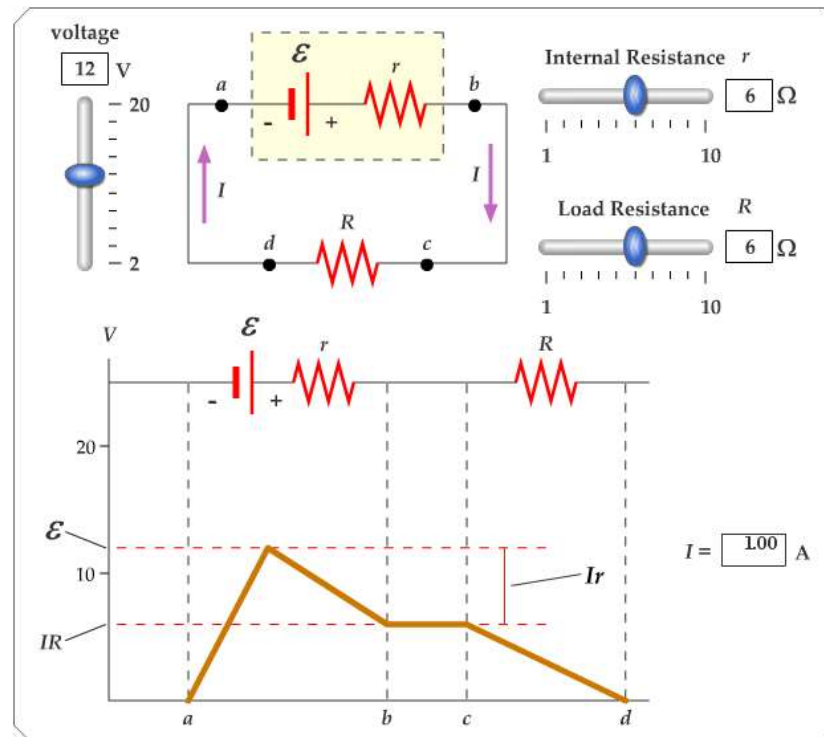 voltage
12 V
20
2
a
ε
r
b
- +
I
I
d
R
c
Internal Resistance r
6 Ω
1 10
Load Resistance R
6 Ω
1 10
V
ε
r
R
- +
20
ε
10
Ir
I = 1.00 A
IR
a b c d